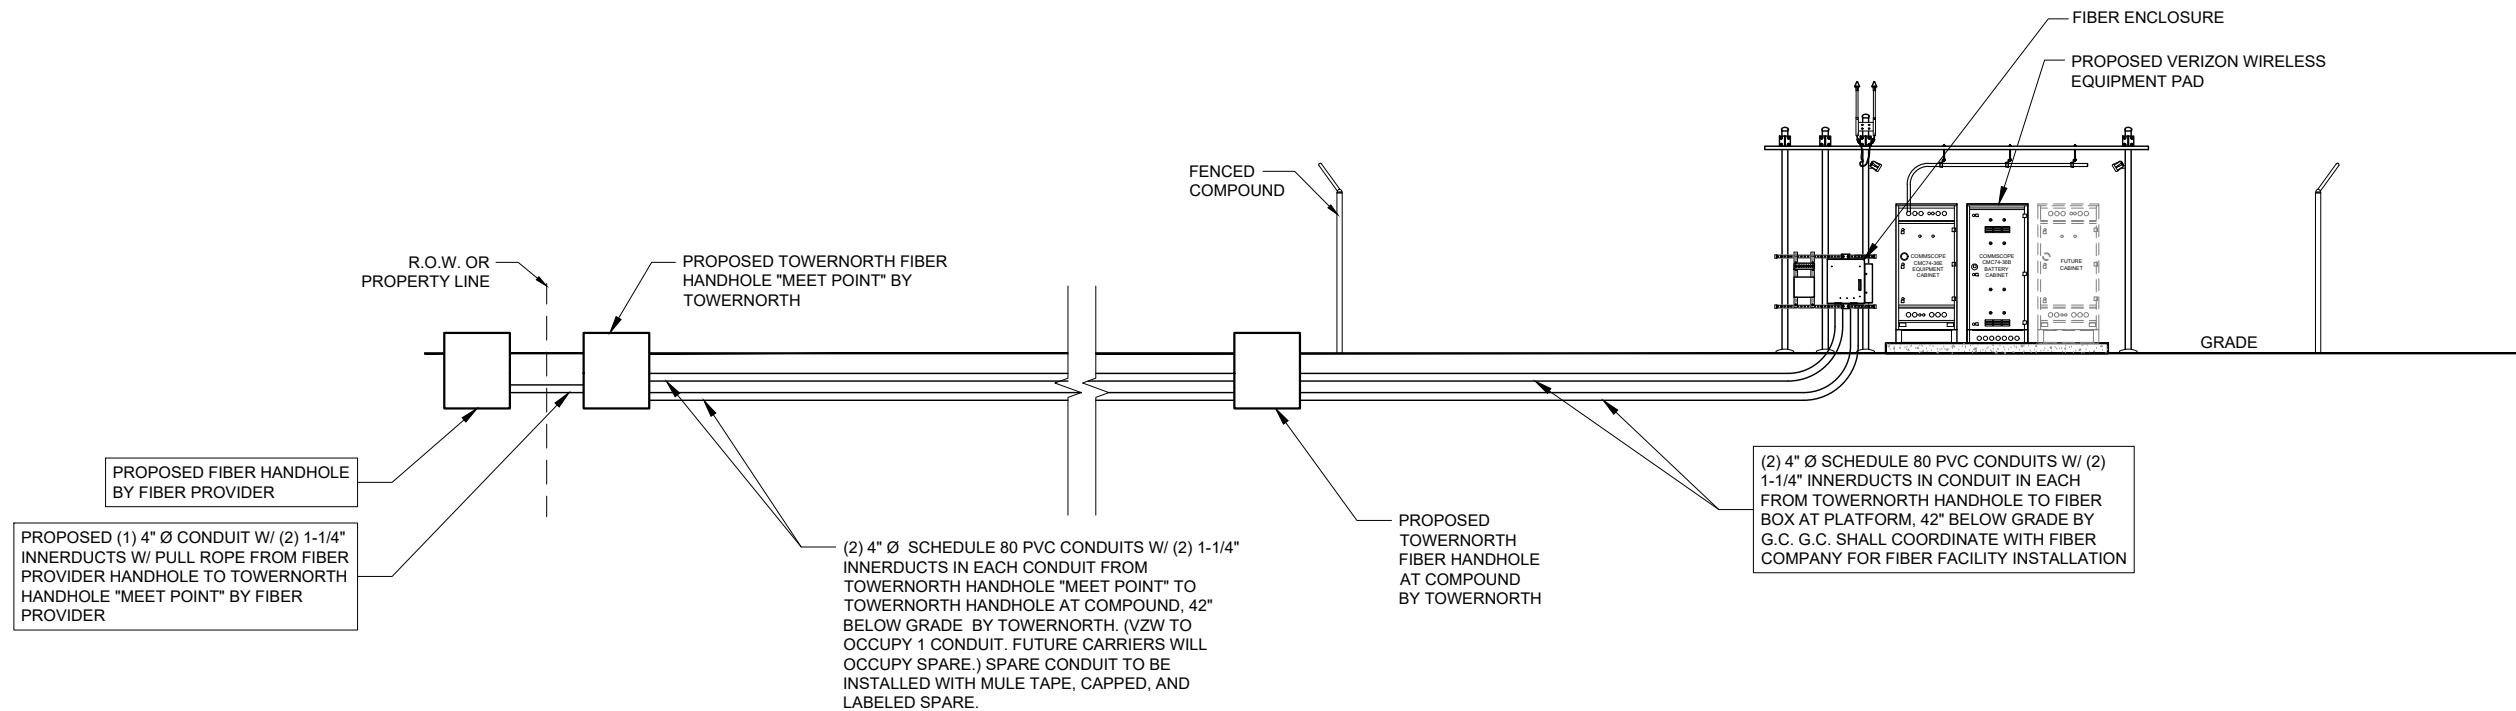 FIBER ENCLOSURE
PROPOSED VERIZON WIRELESS
EQUIPMENT PAD
FENCED
COMPOUND
R.O.W. OR
PROPERTY LINE
PROPOSED TOWERNORTH FIBER
HANDHOLE "MEET POINT" BY
TOWERNORTH
COMMSCOPE
CMC74-36E
EQUIPMENT
CABINET
COMMSCOPE
CMC74-36B
BATTERY
CABINET
FUTURE
CABINET
GRADE
PROPOSED FIBER HANDHOLE
BY FIBER PROVIDER
PROPOSED (1) 4" Ø CONDUIT W/ (2) 1-1/4"
INNERDUCTS W/ PULL ROPE FROM FIBER
PROVIDER HANDHOLE TO TOWERNORTH
HANDHOLE "MEET POINT" BY FIBER
PROVIDER
(2) 4" Ø SCHEDULE 80 PVC CONDUITS W/ (2) 1-1/4"
INNERDUCTS IN EACH CONDUIT FROM
TOWERNORTH HANDHOLE "MEET POINT" TO
TOWERNORTH HANDHOLE AT COMPOUND, 42"
BELOW GRADE BY TOWERNORTH. (VZW TO
OCCUPY 1 CONDUIT. FUTURE CARRIERS WILL
OCCUPY SPARE.) SPARE CONDUIT TO BE
INSTALLED WITH MULE TAPE, CAPPED, AND
LABELED SPARE.
PROPOSED
TOWERNORTH
FIBER HANDHOLE
AT COMPOUND
BY TOWERNORTH
(2) 4" Ø SCHEDULE 80 PVC CONDUITS W/ (2)
1-1/4" INNERDUCTS IN CONDUIT IN EACH
FROM TOWERNORTH HANDHOLE TO FIBER
BOX AT PLATFORM, 42" BELOW GRADE BY
G.C. G.C. SHALL COORDINATE WITH FIBER
COMPANY FOR FIBER FACILITY INSTALLATION